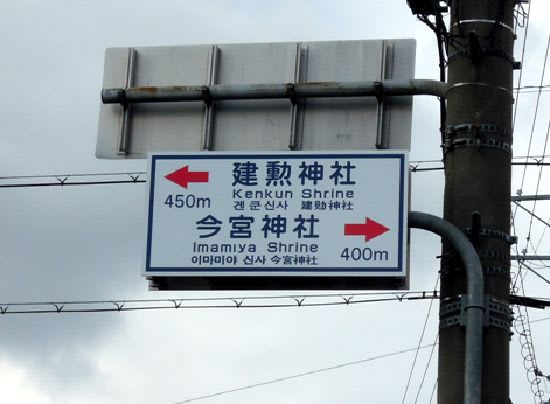 建勲神社
Kenkun Shrine
450m
겐쿤신사 建勛神社
今宮神社
Imamiya Shrine
400m
이마미야 신사 今宫神社